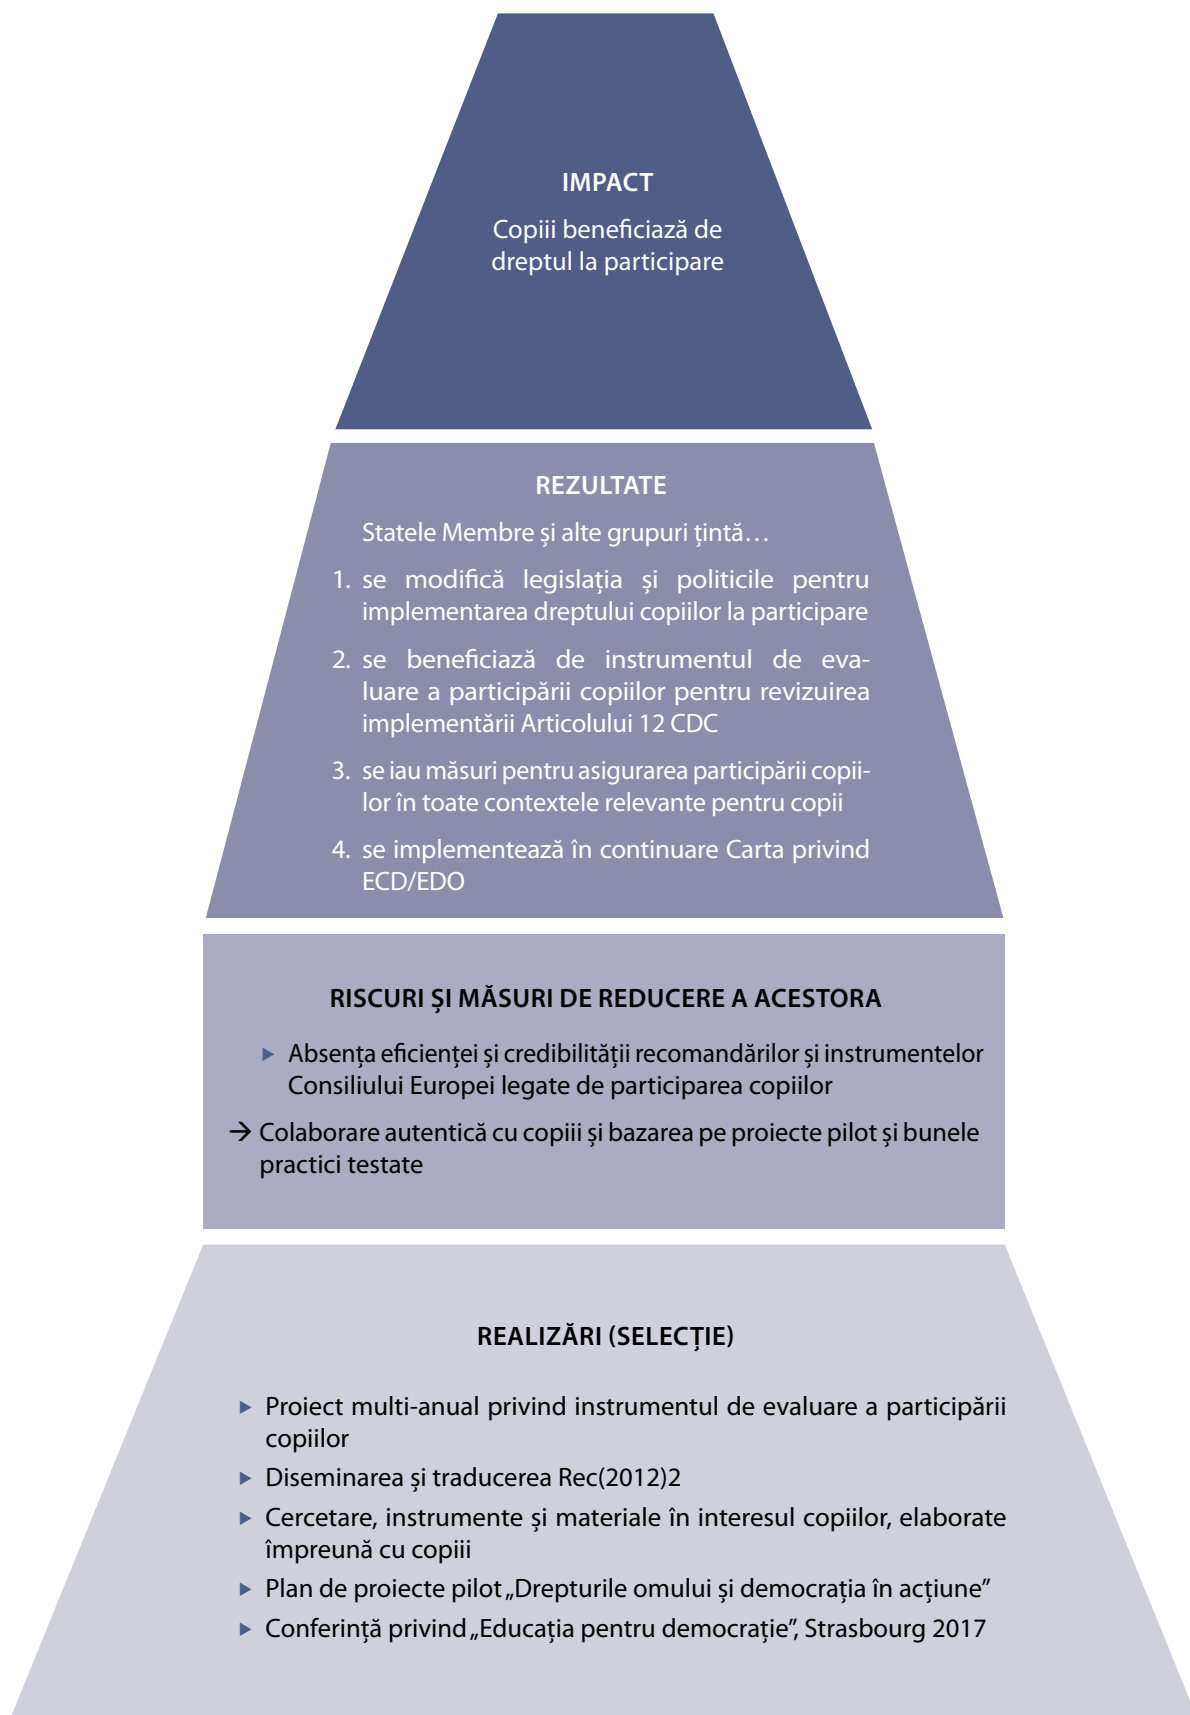 IMPACT
Copiii beneficiază de
dreptul la participare
REZULTATE
Statele Membre și alte grupuri țintă…
1. se modifică legislația și politicile pentru
implementarea dreptului copiilor la participare
2. se beneficiază de instrumentul de eva-
luare a participării copiilor pentru revizuirea
implementării Articolului 12 CDC
3. se iau măsuri pentru asigurarea participării copii-
lor în toate contextele relevante pentru copii
4. se implementează în continuare Carta privind
ECD/EDO
RISCURI ȘI MĂSURI DE REDUCERE A ACESTORA
▶ Absența eficienței și credibilității recomandărilor și instrumentelor
Consiliului Europei legate de participarea copiilor
→ Colaborare autentică cu copiii și bazarea pe proiecte pilot și bunele
practici testate
REALIZĂRI (SELECȚIE)
▶ Proiect multi-anual privind instrumentul de evaluare a participării
copiilor
▶ Diseminarea și traducerea Rec(2012)2
▶ Cercetare, instrumente și materiale în interesul copiilor, elaborate
împreună cu copiii
▶ Plan de proiecte pilot „Drepturile omului și democrația în acțiune”
▶ Conferință privind „Educația pentru democrație”, Strasbourg 2017